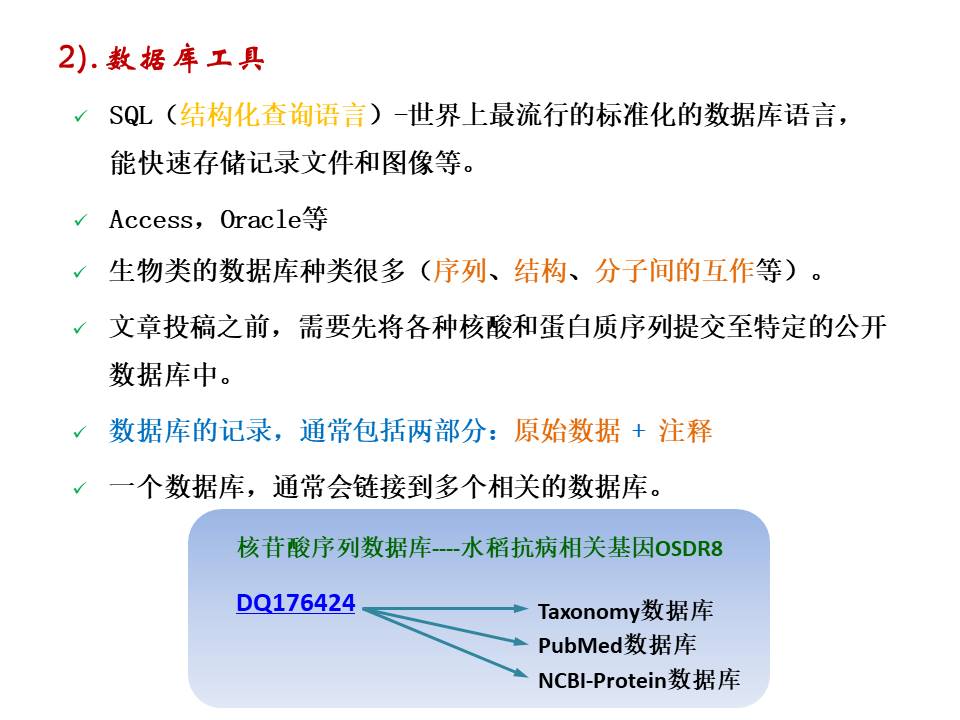 2).数据库工具
SQL（结构化查询语言）-世界上最流行的标准化的数据库语言，
能快速存储记录文件和图像等。
Access，Oracle等
生物类的数据库种类很多（序列、结构、分子间的互作等）。
文章投稿之前，需要先将各种核酸和蛋白质序列提交至特定的公开
数据库中。
数据库的记录，通常包括两部分：原始数据 + 注释
一个数据库，通常会链接到多个相关的数据库。
核苷酸序列数据库----水稻抗病相关基因OSDR8
DQ176424
Taxonomy数据库
PubMed数据库
NCBI-Protein数据库